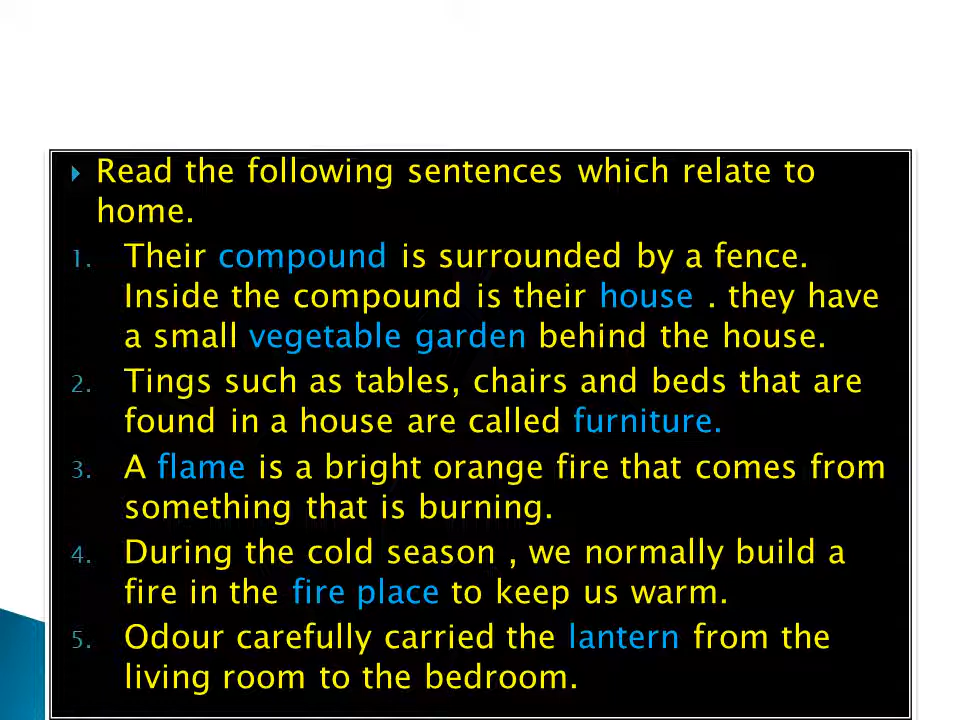 Read the following sentences which relate to
home.
1. Their compound is surrounded by a fence.
Inside the compound is their house . they have
a small vegetable garden behind the house.
2. Tings such as tables, chairs and beds that are
found in a house are called furniture.
3. A flame is a bright orange fire that comes from
something that is burning.
4. During the cold season , we normally build a
fire in the fire place to keep us warm.
5. Odour carefully carried the lantern from the
living room to the bedroom.